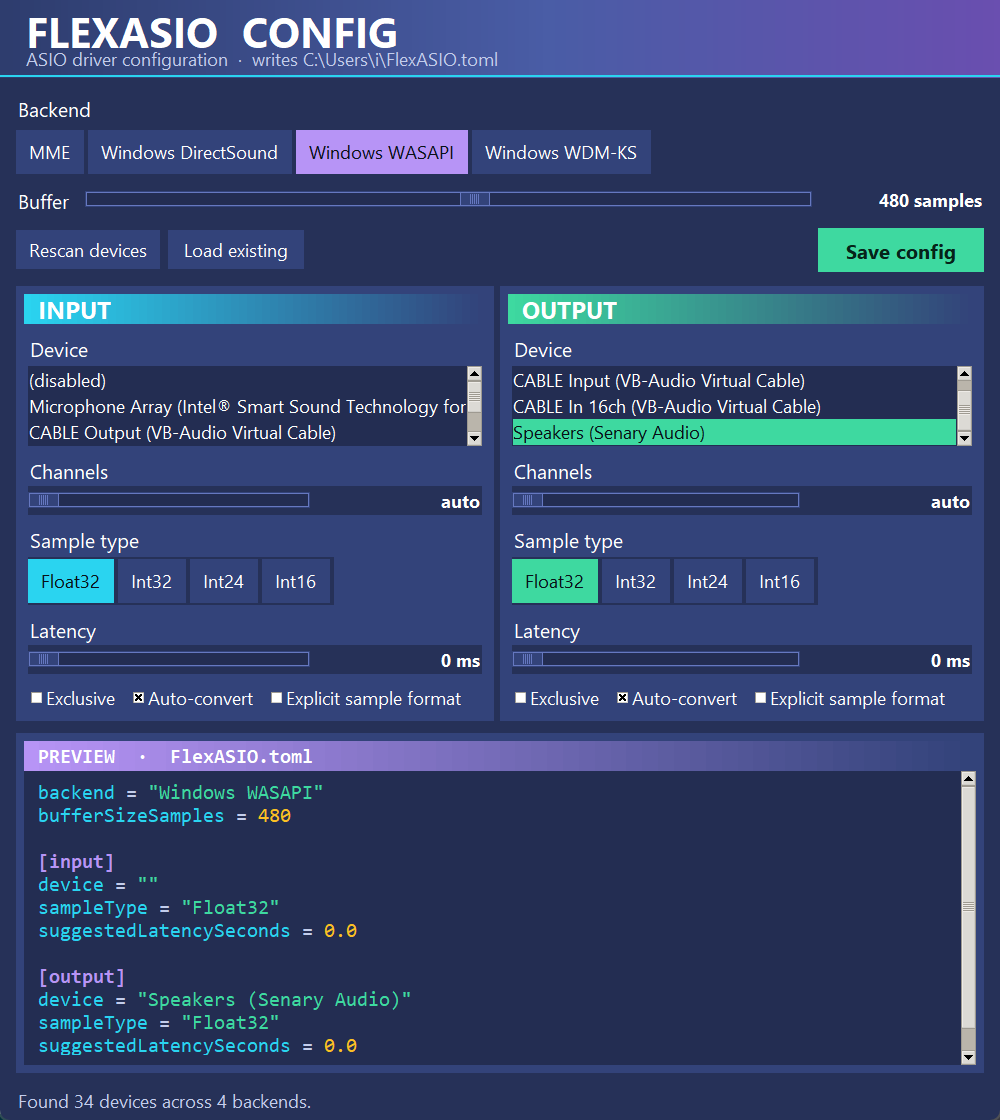 FLEXASIO CONFIG
ASIO driver configuration · writes C:\Users\i\FlexASIO.toml
Backend
MME
Windows DirectSound
Windows WASAPI
Windows WDM-KS
Buffer
480 samples
Rescan devices
Load existing
Save config
INPUT
Device
(disabled)
Microphone Array (Intel® Smart Sound Technology for
CABLE Output (VB-Audio Virtual Cable)
Channels
auto
Sample type
Float32
Int32
Int24
Int16
Latency
0 ms
Exclusive
Auto-convert
Explicit sample format
OUTPUT
Device
CABLE Input (VB-Audio Virtual Cable)
CABLE In 16ch (VB-Audio Virtual Cable)
Speakers (Senary Audio)
Channels
auto
Sample type
Float32
Int32
Int24
Int16
Latency
0 ms
Exclusive
Auto-convert
Explicit sample format
PREVIEW · FlexASIO.toml
backend = "Windows WASAPI"
bufferSizeSamples = 480
[input]
device = ""
sampleType = "Float32"
suggestedLatencySeconds = 0.0
[output]
device = "Speakers (Senary Audio)"
sampleType = "Float32"
suggestedLatencySeconds = 0.0
Found 34 devices across 4 backends.